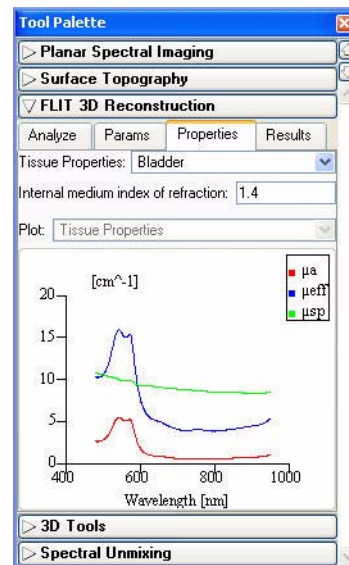 Tool Palette
Planar Spectral Imaging
Surface Topography
FLIT 3D Reconstruction
Analyze Params Properties Results
Tissue Properties: Bladder
Internal medium index of refraction: 1.4
Plot: Tissue Properties
[cm^-1]
μa
μeff
μsp
20
15
10
5
0
400 600 800 1000
Wavelength [nm]
3D Tools
Spectral Unmixing